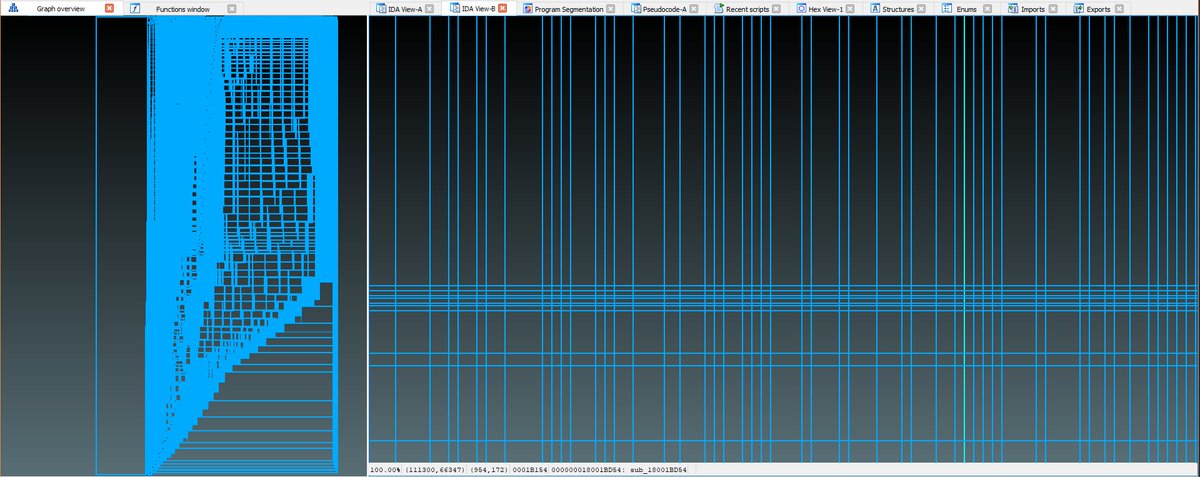 Graph overview Functions window IDA View-A IDA View-B Program Segmentation Pseudocode-A Recent scripts Hex View-1 Structures Enums Imports Exports
100.00% (111300,66347) (954,172) 0001B154 000000018001BD54: sub_18001BD54